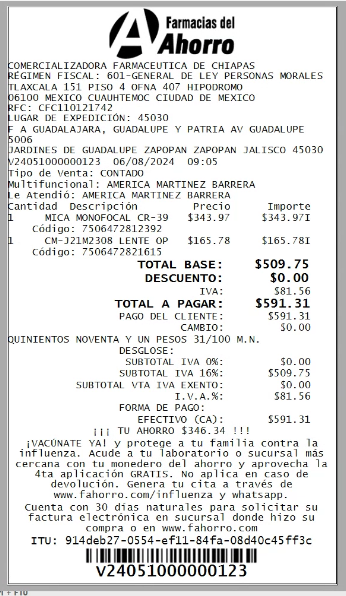 Farmacias del
Ahorro
COMERCIALIZADORA FARMACEUTICA DE CHIAPAS
RÉGIMEN FISCAL: 601-GENERAL DE LEY PERSONAS MORALES
TLAXCALA 151 PISO 4 OFNA 407 HIPODROMO
06100 MEXICO CUAUHTEMOC CIUDAD DE MEXICO
RFC: CFC110121742
LUGAR DE EXPEDICIÓN: 45030
F A GUADALAJARA, GUADALUPE Y PATRIA AV GUADALUPE
5006
JARDINES DE GUADALUPE ZAPOPAN ZAPOPAN JALISCO 45030
V24051000000123 06/08/2024 09:05
Tipo de Venta: CONTADO
Multifuncional: AMERICA MARTINEZ BARRERA
Le Atendió: AMERICA MARTINEZ BARRERA
Cantidad Descripción Precio Importe
1 MICA MONOFOCAL CR-39 $343.97 $343.97I
Código: 7506472812392
1 CM-J21M2308 LENTE OP $165.78 $165.78I
Código: 7506472821615
TOTAL BASE: $509.75
DESCUENTO: $0.00
IVA: $81.56
TOTAL A PAGAR: $591.31
PAGO DEL CLIENTE: $591.31
CAMBIO: $0.00
QUINIENTOS NOVENTA Y UN PESOS 31/100 M.N.
DESGLOSE:
SUBTOTAL IVA 0%: $0.00
SUBTOTAL IVA 16%: $509.75
SUBTOTAL VTA IVA EXENTO: $0.00
I.V.A.%: $81.56
FORMA DE PAGO:
EFECTIVO (CA): $591.31
¡¡¡ TU AHORRO $346.34 !!!
¡VACÚNATE YA! y protege a tu familia contra la
influenza. Acude a tu laboratorio o sucursal más
cercana con tu monedero del ahorro y aprovecha la
4ta aplicación GRATIS. No aplica en caso de
devolución. Genera tu cita a través de
www.fahorro.com/influenza y whatsapp.
Cuenta con 30 días naturales para solicitar su
factura electrónica en sucursal donde hizo su
compra o en www.fahorro.com
ITU: 914deb27-0554-ef11-84fa-08d40c45ff3c
V24051000000123